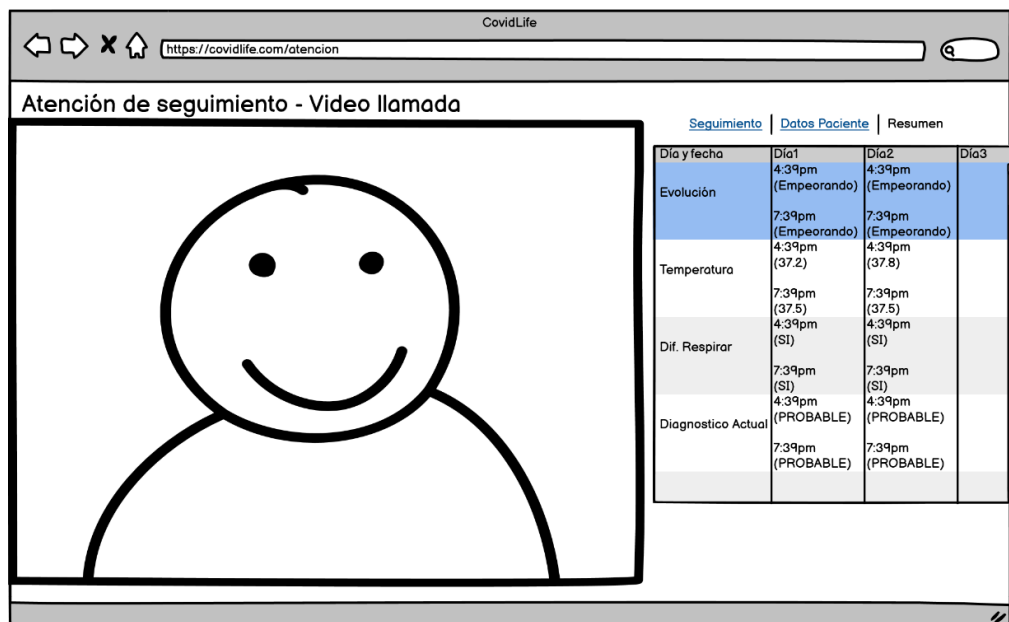 CovidLife
https://covidlife.com/atencion
Atención de seguimiento - Video llamada
Seguimiento Datos Paciente Resumen
Día y fecha Día1 Día2 Día3
Evolución
4:39pm 4:39pm
(Empeorando) (Empeorando)
7:39pm 7:39pm
(Empeorando) (Empeorando)
Temperatura
4:39pm 4:39pm
(37.2) (37.8)
7:39pm 7:39pm
(37.5) (37.5)
Dif. Respirar
4:39pm 4:39pm
(SI) (SI)
7:39pm 7:39pm
(SI) (SI)
Diagnostico Actual
4:39pm 4:39pm
(PROBABLE) (PROBABLE)
7:39pm 7:39pm
(PROBABLE) (PROBABLE)